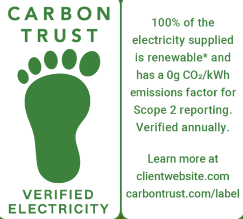 CARBON
TRUST
VERIFIED
ELECTRICITY
100% of the
electricity supplied
is renewable* and
has a 0g CO₂/kWh
emissions factor for
Scope 2 reporting.
Verified annually.
Learn more at
clientwebsite.com
carbontrust.com/label